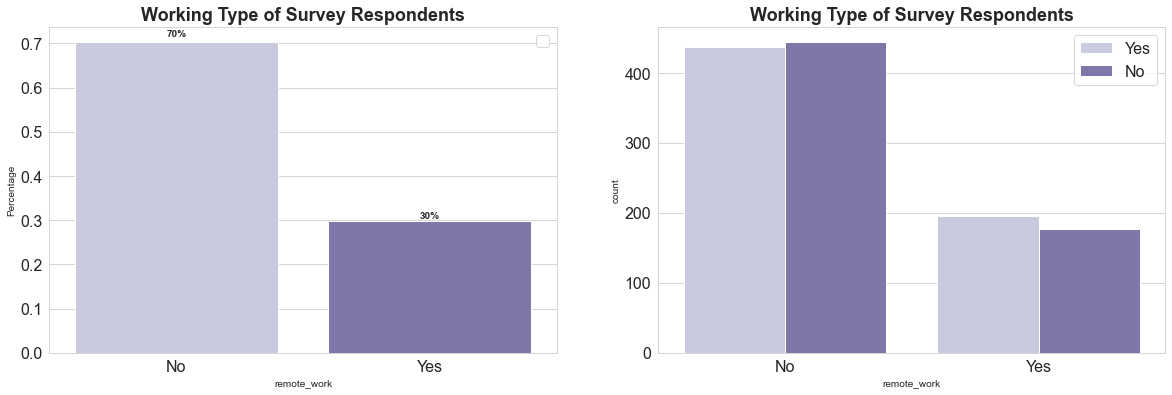 Working Type of Survey Respondents
70%
0.7
0.6
0.5
0.4
0.3
0.2
0.1
0.0
Percentage
30%
No
Yes
remote_work
Working Type of Survey Respondents
Yes
No
400
300
200
100
0
count
No
Yes
remote_work